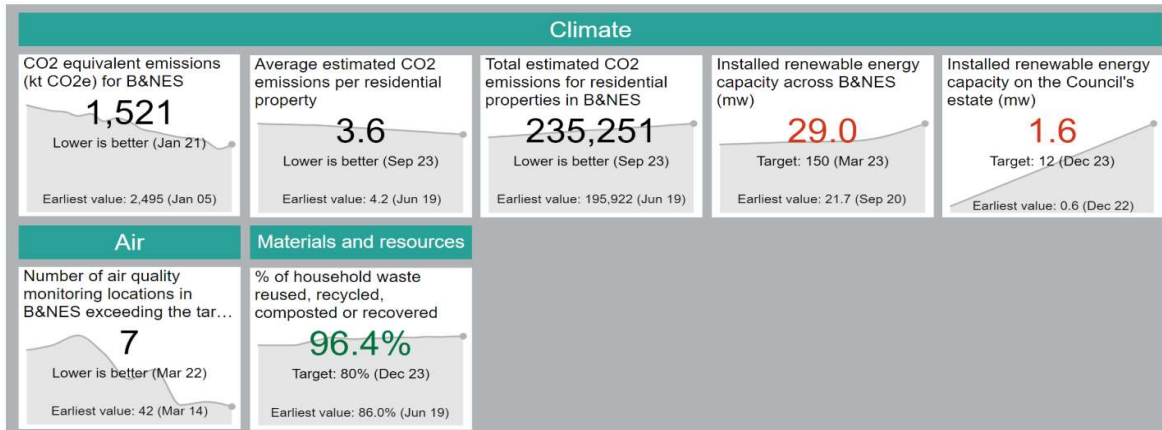 Climate
CO2 equivalent emissions
(kt CO2e) for B&NES
1,521
Lower is better (Jan 21)
Earliest value: 2,495 (Jan 05)
Average estimated CO2
emissions per residential
property
3.6
Lower is better (Sep 23)
Earliest value: 4.2 (Jun 19)
Total estimated CO2
emissions for residential
properties in B&NES
235,251
Lower is better (Sep 23)
Earliest value: 195,922 (Jun 19)
Installed renewable energy
capacity across B&NES
(mw)
29.0
Target: 150 (Mar 23)
Earliest value: 21.7 (Sep 20)
Installed renewable energy
capacity on the Council's
estate (mw)
1.6
Target: 12 (Dec 23)
Earliest value: 0.6 (Dec 22)
Air
Number of air quality
monitoring locations in
B&NES exceeding the tar…
7
Lower is better (Mar 22)
Earliest value: 42 (Mar 14)
Materials and resources
% of household waste
reused, recycled,
composted or recovered
96.4%
Target: 80% (Dec 23)
Earliest value: 86.0% (Jun 19)